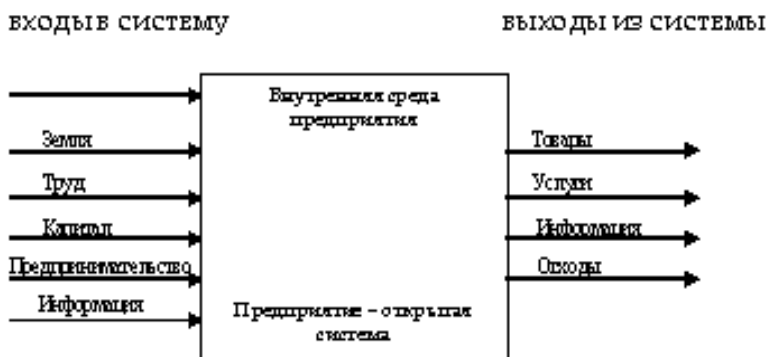 ВХОДЫ В СИСТЕМУ
ВЫХОДЫ ИЗ СИСТЕМЫ
Внутренняя среда
предприятия
Земля
Труд
Капитал
Предпринимательство
Информация
Товары
Услуги
Информация
Отходы
Предприятие – открытая
система